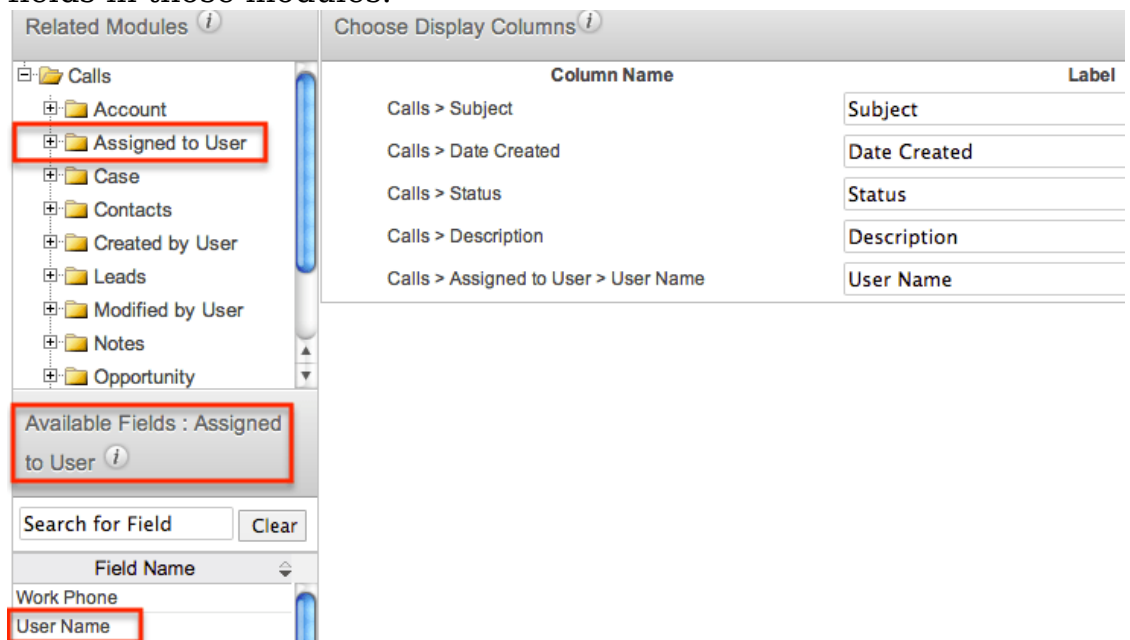 fields in those modules.
Related Modules i
Choose Display Columns i
Calls
Account
Assigned to User
Case
Contacts
Created by User
Leads
Modified by User
Notes
Opportunity
Available Fields : Assigned
to User i
Search for Field Clear
Field Name
Work Phone
User Name
Column Name Label
Calls > Subject Subject
Calls > Date Created Date Created
Calls > Status Status
Calls > Description Description
Calls > Assigned to User > User Name User Name